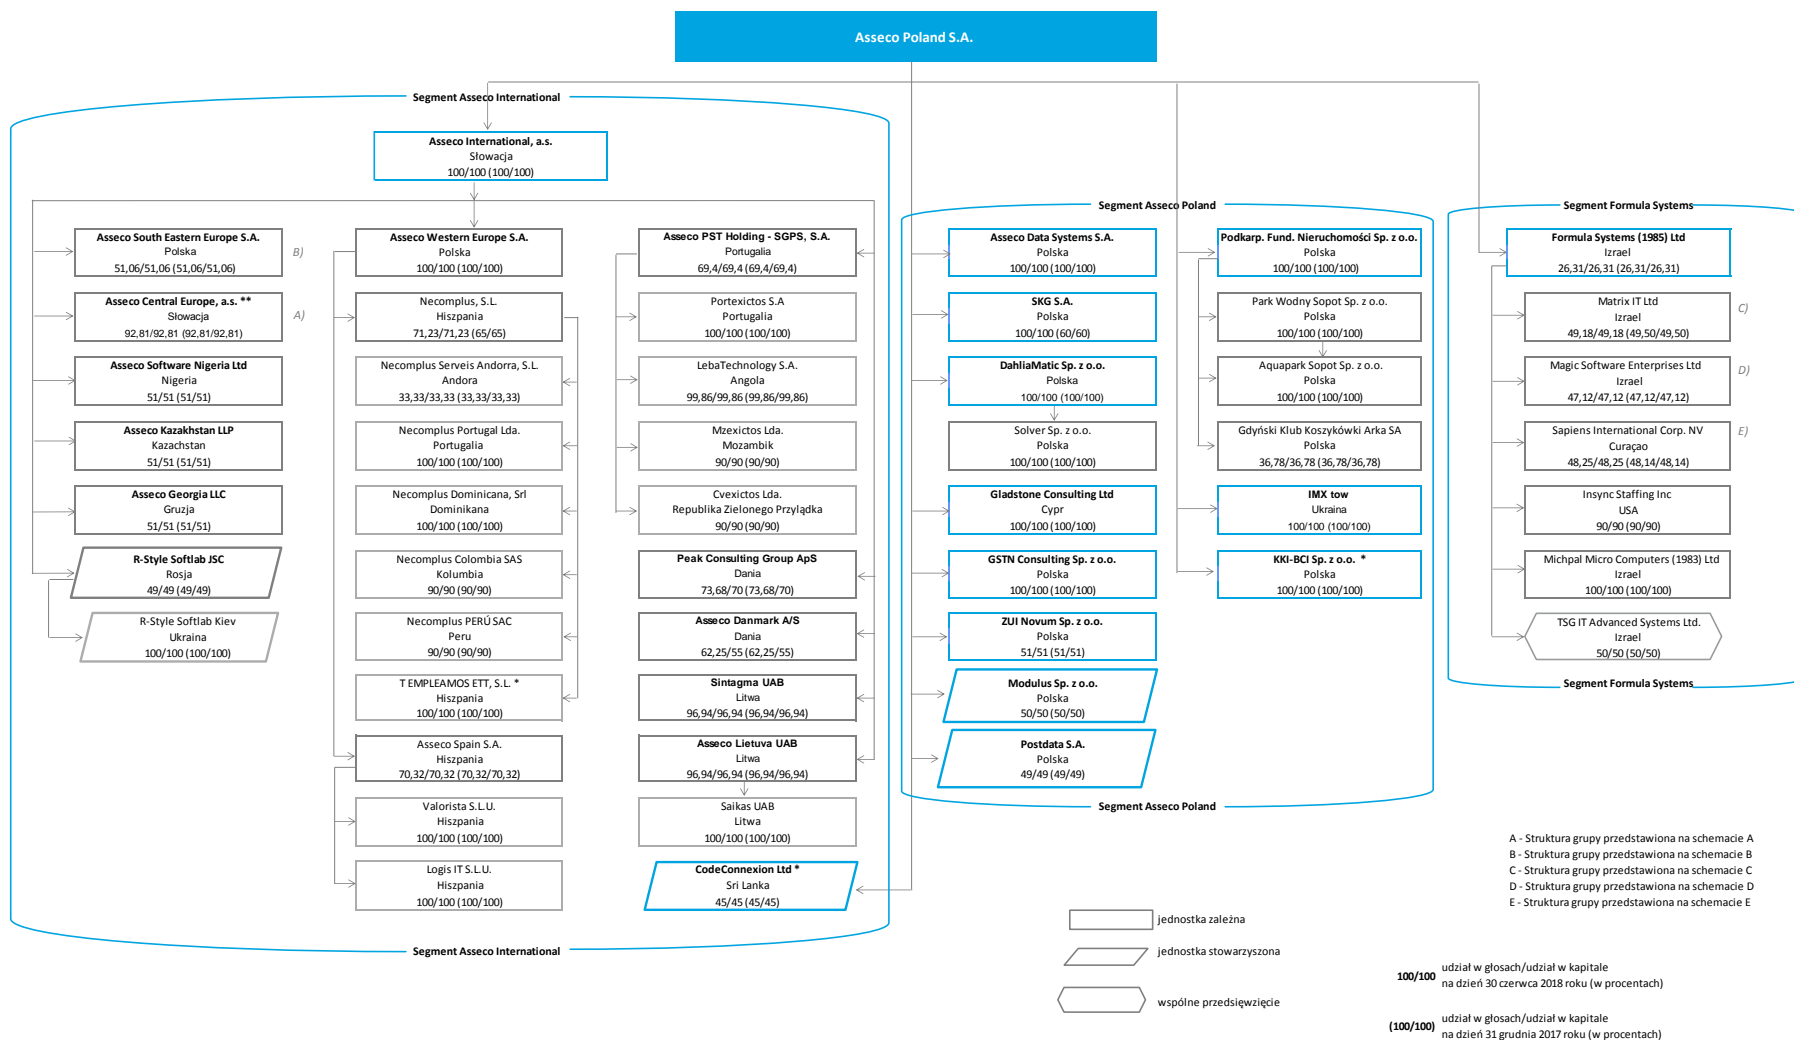 Asseco Poland S.A.
Segment Asseco International
Asseco International, a.s.
Słowacja
100/100 (100/100)
Asseco South Eastern Europe S.A.
Polska
51,06/51,06 (51,06/51,06)
B)
Asseco Central Europe, a.s. **
Słowacja
92,81/92,81 (92,81/92,81)
A)
Asseco Software Nigeria Ltd
Nigeria
51/51 (51/51)
Asseco Kazakhstan LLP
Kazachstan
51/51 (51/51)
Asseco Georgia LLC
Gruzja
51/51 (51/51)
R-Style Softlab JSC
Rosja
49/49 (49/49)
R-Style Softlab Kiev
Ukraina
100/100 (100/100)
Asseco Western Europe S.A.
Polska
100/100 (100/100)
Necomplus, S.L.
Hiszpania
71,23/71,23 (65/65)
Necomplus Serveis Andorra, S.L.
Andora
33,33/33,33 (33,33/33,33)
Necomplus Portugal Lda.
Portugalia
100/100 (100/100)
Necomplus Dominicana, Srl
Dominikana
100/100 (100/100)
Necomplus Colombia SAS
Kolumbia
90/90 (90/90)
Necomplus PERÚ SAC
Peru
90/90 (90/90)
T EMPLEAMOS ETT, S.L. *
Hiszpania
100/100 (100/100)
Asseco Spain S.A.
Hiszpania
70,32/70,32 (70,32/70,32)
Valorista S.L.U.
Hiszpania
100/100 (100/100)
Logis IT S.L.U.
Hiszpania
100/100 (100/100)
Asseco PST Holding - SGPS, S.A.
Portugalia
69,4/69,4 (69,4/69,4)
Portexictos S.A
Portugalia
100/100 (100/100)
LebaTechnology S.A.
Angola
99,86/99,86 (99,86/99,86)
Mzexictos Lda.
Mozambik
90/90 (90/90)
Cvexictos Lda.
Republika Zielonego Przylądka
90/90 (90/90)
Peak Consulting Group ApS
Dania
73,68/70 (73,68/70)
Asseco Danmark A/S
Dania
62,25/55 (62,25/55)
Sintagma UAB
Litwa
96,94/96,94 (96,94/96,94)
Asseco Lietuva UAB
Litwa
96,94/96,94 (96,94/96,94)
Saikas UAB
Litwa
100/100 (100/100)
CodeConnexion Ltd *
Sri Lanka
45/45 (45/45)
Segment Asseco International
Segment Asseco Poland
Asseco Data Systems S.A.
Polska
100/100 (100/100)
SKG S.A.
Polska
100/100 (60/60)
DahliaMatic Sp. z o.o.
Polska
100/100 (100/100)
Solver Sp. z o.o.
Polska
100/100 (100/100)
Gladstone Consulting Ltd
Cypr
100/100 (100/100)
GSTN Consulting Sp. z o.o.
Polska
100/100 (100/100)
ZUI Novum Sp. z o.o.
Polska
51/51 (51/51)
Modulus Sp. z o.o.
Polska
50/50 (50/50)
Postdata S.A.
Polska
49/49 (49/49)
Podkarp. Fund. Nieruchomości Sp. z o.o.
Polska
100/100 (100/100)
Park Wodny Sopot Sp. z o.o.
Polska
100/100 (100/100)
Aquapark Sopot Sp. z o.o.
Polska
100/100 (100/100)
Gdyński Klub Koszykówki Arka SA
Polska
36,78/36,78 (36,78/36,78)
IMX tow
Ukraina
100/100 (100/100)
KKI-BCI Sp. z o.o. *
Polska
100/100 (100/100)
Segment Asseco Poland
Segment Formula Systems
Formula Systems (1985) Ltd
Izrael
26,31/26,31 (26,31/26,31)
Matrix IT Ltd
Izrael
49,18/49,18 (49,50/49,50)
C)
Magic Software Enterprises Ltd
Izrael
47,12/47,12 (47,12/47,12)
D)
Sapiens International Corp. NV
Curaçao
48,25/48,25 (48,14/48,14)
E)
Insync Staffing Inc
USA
90/90 (90/90)
Michpal Micro Computers (1983) Ltd
Izrael
100/100 (100/100)
TSG IT Advanced Systems Ltd.
Izrael
50/50 (50/50)
Segment Formula Systems
A - Struktura grupy przedstawiona na schemacie A
B - Struktura grupy przedstawiona na schemacie B
C - Struktura grupy przedstawiona na schemacie C
D - Struktura grupy przedstawiona na schemacie D
E - Struktura grupy przedstawiona na schemacie E
jednostka zależna
jednostka stowarzyszona
wspólne przedsięwzięcie
100/100 udział w głosach/udział w kapitale
na dzień 30 czerwca 2018 roku (w procentach)
(100/100) udział w głosach/udział w kapitale
na dzień 31 grudnia 2017 roku (w procentach)